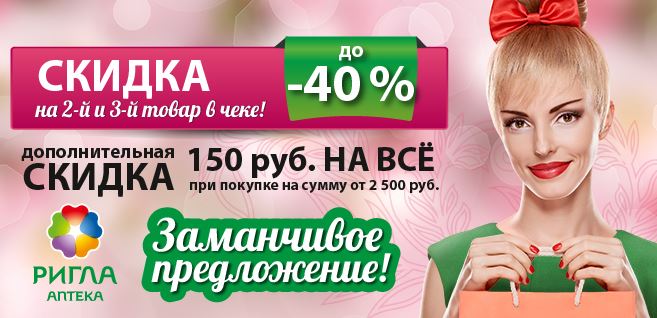 СКИДКА
на 2-й и 3-й товар в чеке!
до
-40 %
дополнительная
СКИДКА
150 руб. НА ВСЁ
при покупке на сумму от 2 500 руб.
РИГЛА
АПТЕКА
Заманчивое
предложение!